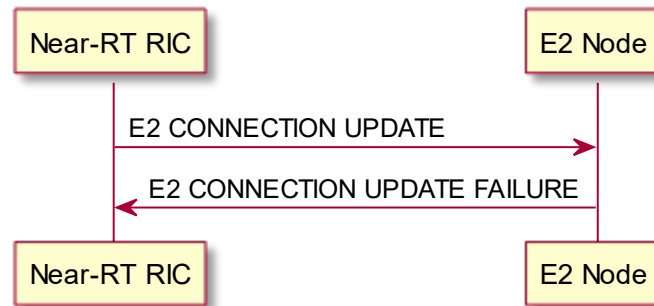 Near-RT RIC
E2 Node
E2 CONNECTION UPDATE
E2 CONNECTION UPDATE FAILURE
Near-RT RIC
E2 Node